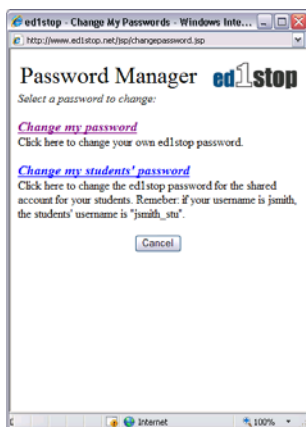 ed1stop - Change My Passwords - Windows Inte...
http://www.ed1stop.net/jsp/changepassword.jsp
Password Manager ed1stop
Select a password to change:
Change my password
Click here to change your own ed1stop password.
Change my students' password
Click here to change the ed1stop password for the shared
account for your students. Remeber: if your username is jsmith,
the students' username is "jsmith_stu".
Cancel
Internet 100%